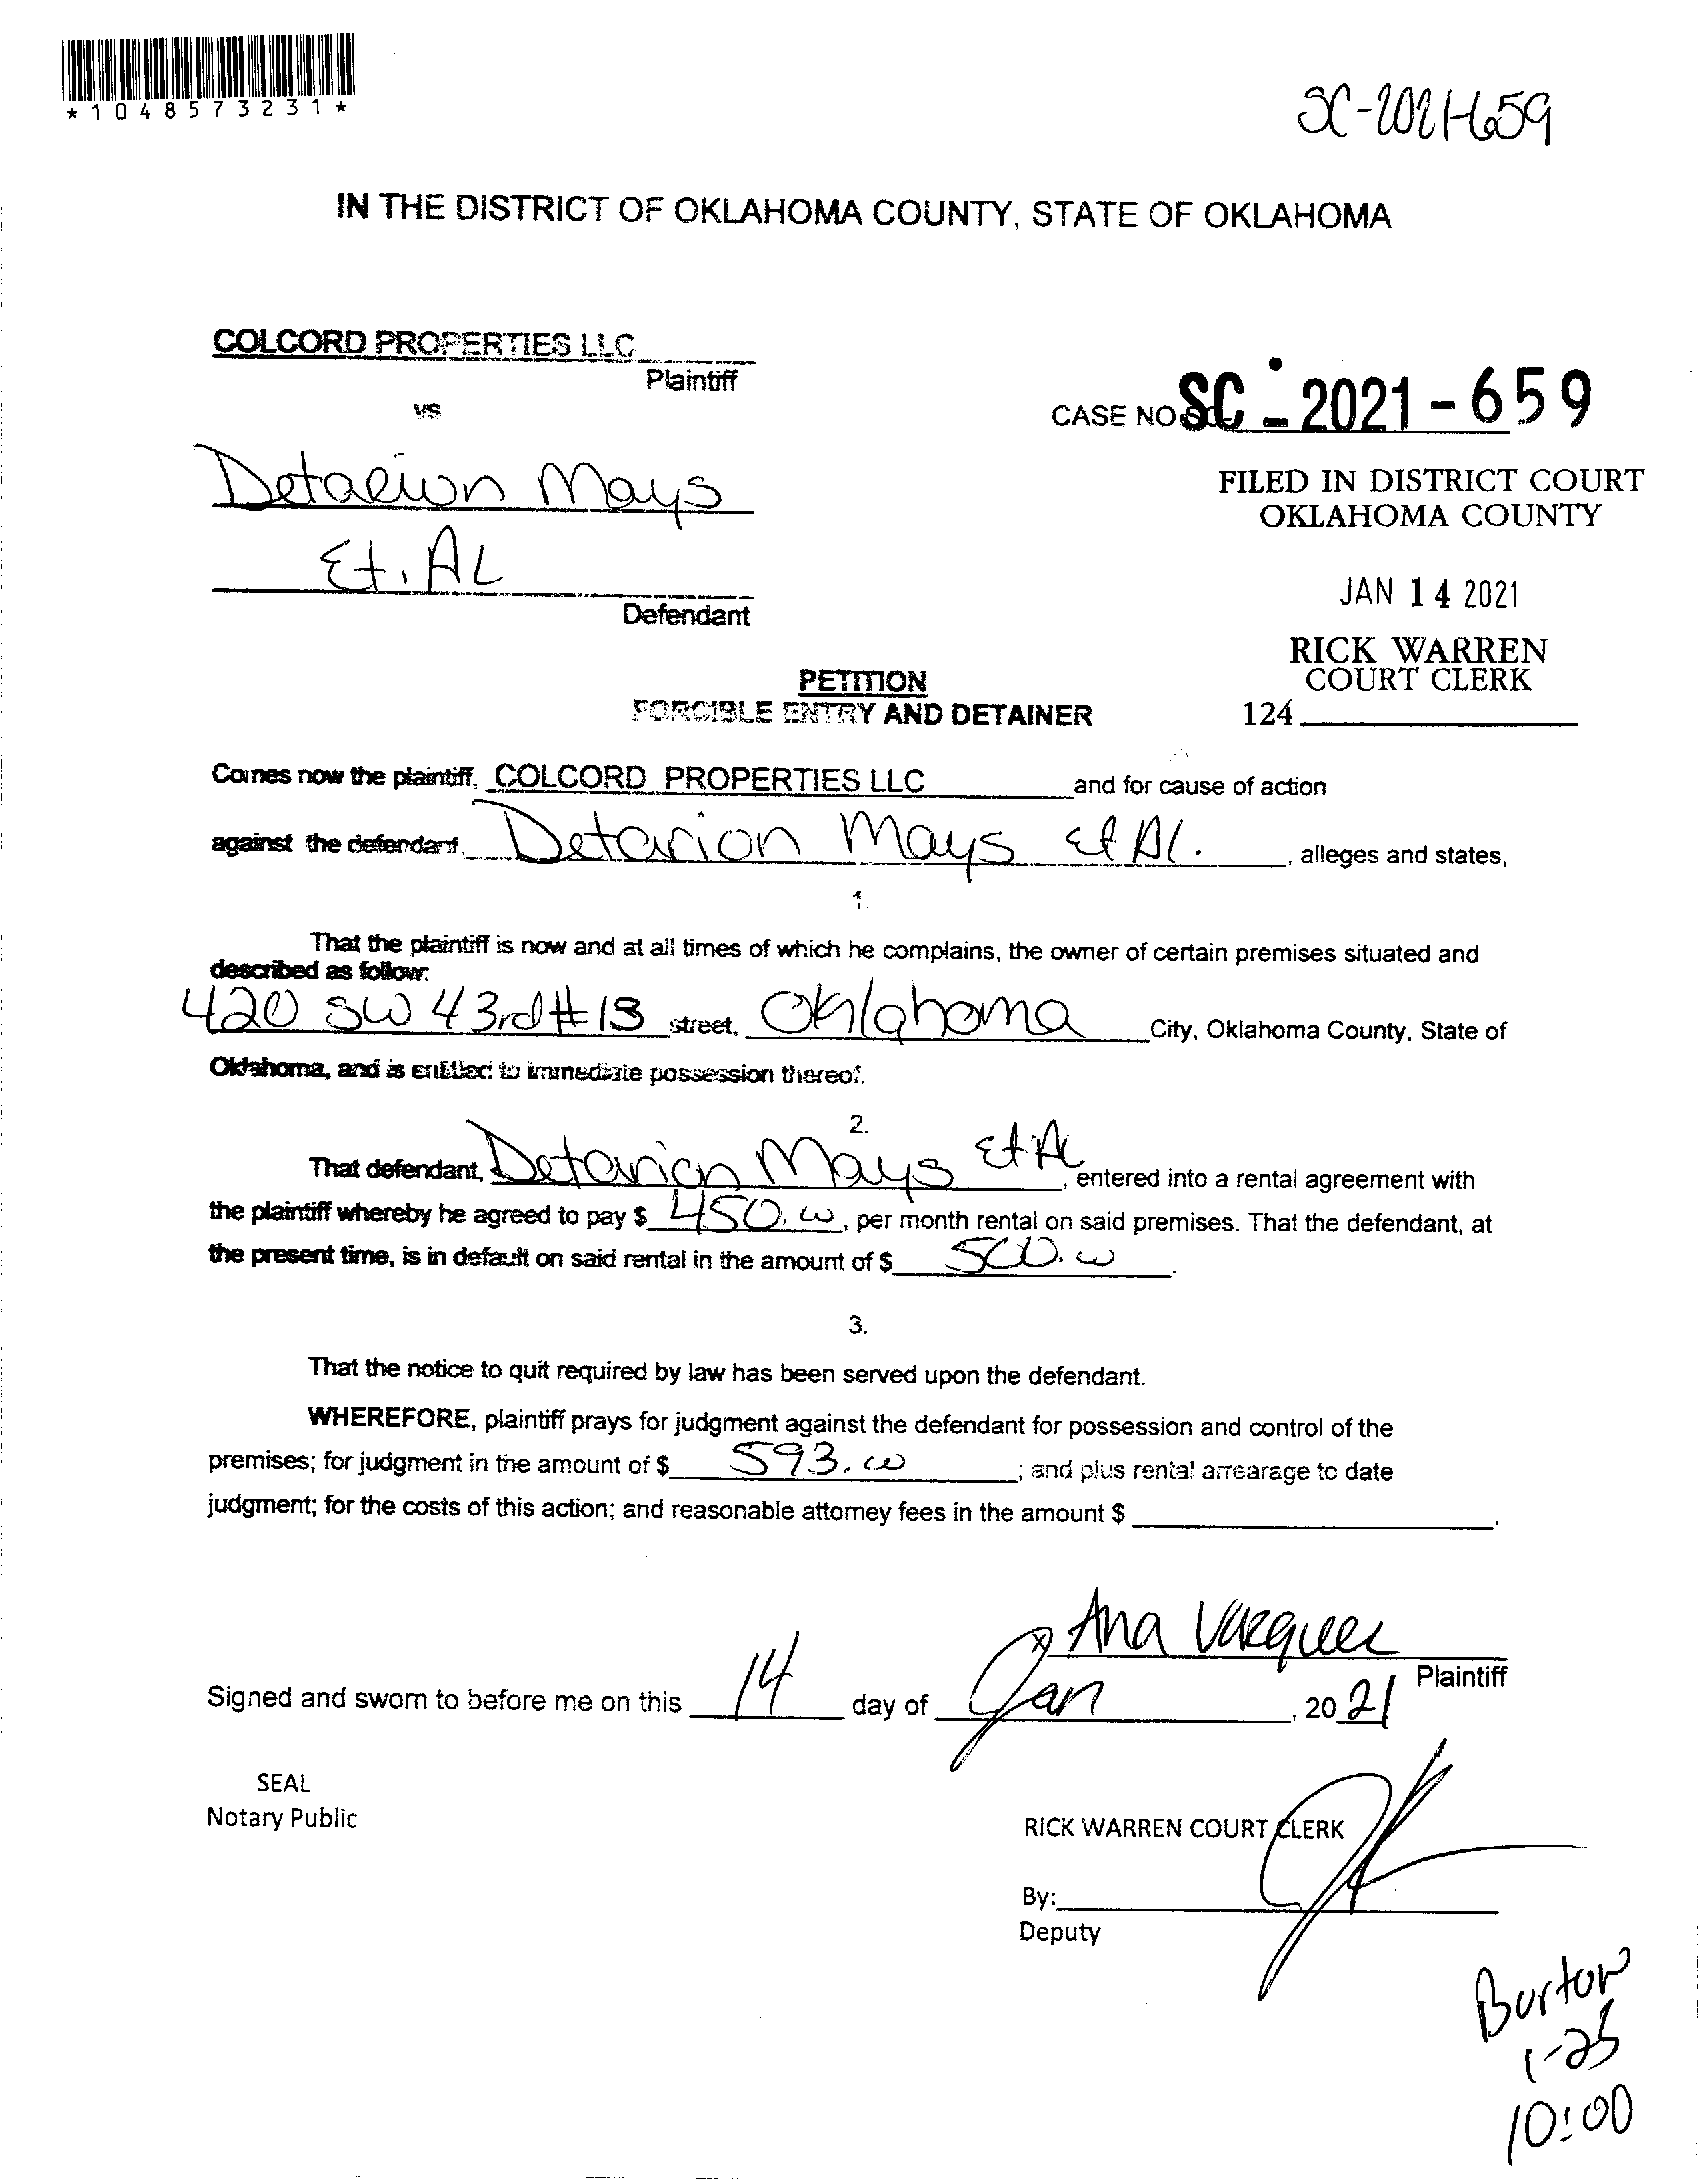 *1048573231*
SC-2021-659
IN THE DISTRICT OF OKLAHOMA COUNTY, STATE OF OKLAHOMA
COLCORD PROPERTIES LLC
Plaintiff
vs
CASE NO SC - 2021 - 659
Detarion Mays
FILED IN DISTRICT COURT
OKLAHOMA COUNTY
Et. AL
Defendant
JAN 14 2021
RICK WARREN
COURT CLERK
124
PETITION
FORCIBLE ENTRY AND DETAINER
Comes now the plaintiff, COLCORD PROPERTIES LLC and for cause of action
against the defendant, Detarion Mays et Al. , alleges and states,
1.
That the plaintiff is now and at all times of which he complains, the owner of certain premises situated and
described as follow:
420 SW 43rd # 13 street, Oklahoma City, Oklahoma County, State of
Oklahoma, and is entitled to immediate possession thereof.
2.
That defendant, Detarion Mays Et Al , entered into a rental agreement with
the plaintiff whereby he agreed to pay $ 450.00 , per month rental on said premises. That the defendant, at
the present time, is in default on said rental in the amount of $ 500.00 .
3.
That the notice to quit required by law has been served upon the defendant.
WHEREFORE, plaintiff prays for judgment against the defendant for possession and control of the
premises; for judgment in the amount of $ 593.00 ; and plus rental arrearage to date
judgment; for the costs of this action; and reasonable attorney fees in the amount $ .
x Ana Vazquez
Plaintiff
Signed and sworn to before me on this 14 day of Jan , 20 21
SEAL
Notary Public
RICK WARREN COURT CLERK
By:
Deputy
Burton
1-25
10:00